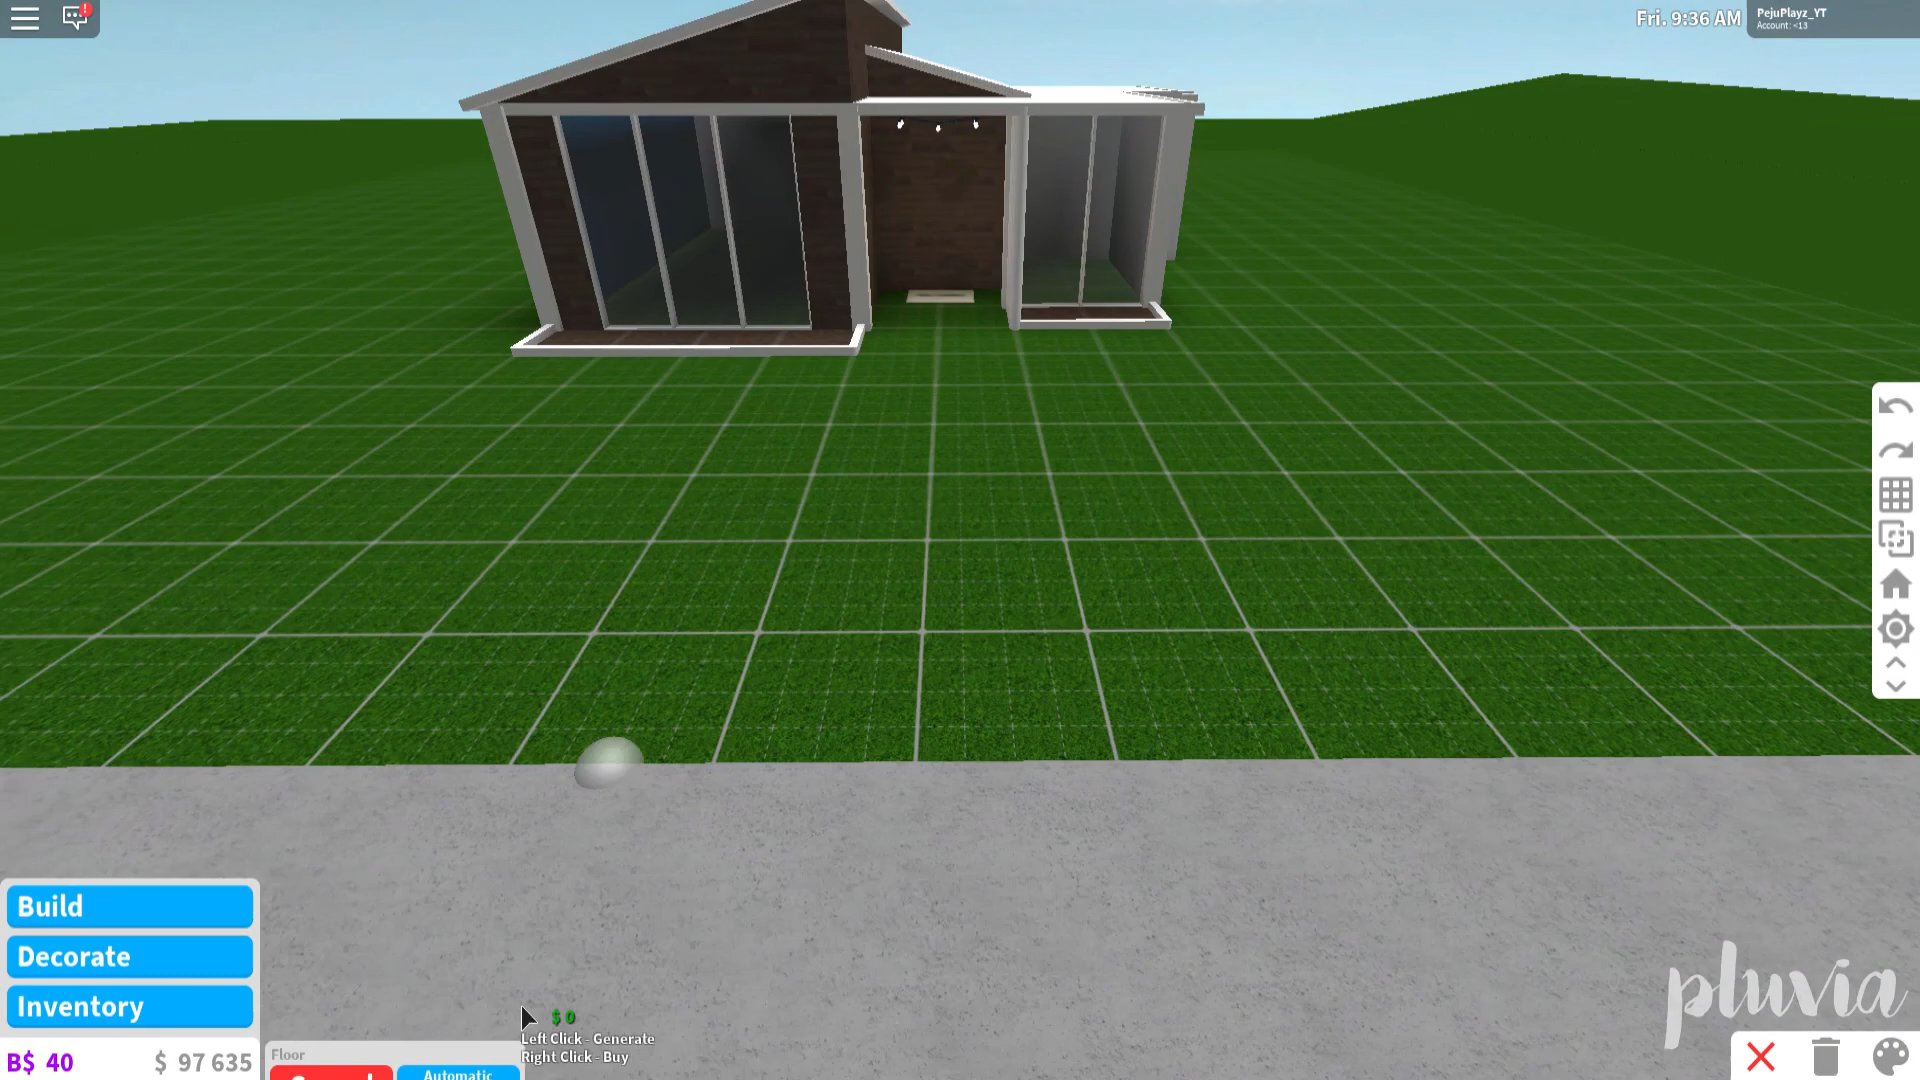 Fri. 9:36 AM
PejuPlayz_YT
Account: <13
Build
Decorate
Inventory
B$ 40
$ 97 635
Floor
Automatic
$ 0
Left Click - Generate
Right Click - Buy
pluvia